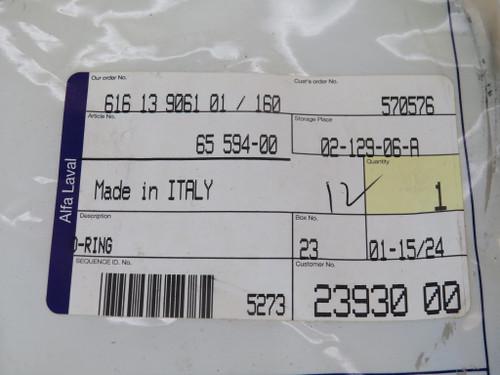 Our order No. Cust's order No.
616 13 9061 01 / 160 570576
Article No. Storage Place
65 594-00 02-129-06-A
Quantity
Made in ITALY 12 1
Description Box No.
O-RING 23 01-15/24
SEQUENCE ID. No. Customer No.
5273 23930 00
Alfa Laval